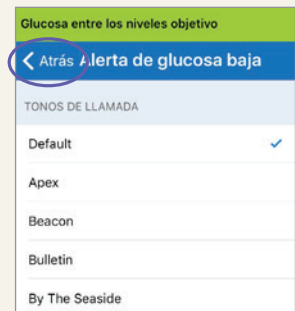 Glucosa entre los niveles objetivo
Atrás Alerta de glucosa baja
TONOS DE LLAMADA
Default
Apex
Beacon
Bulletin
By The Seaside